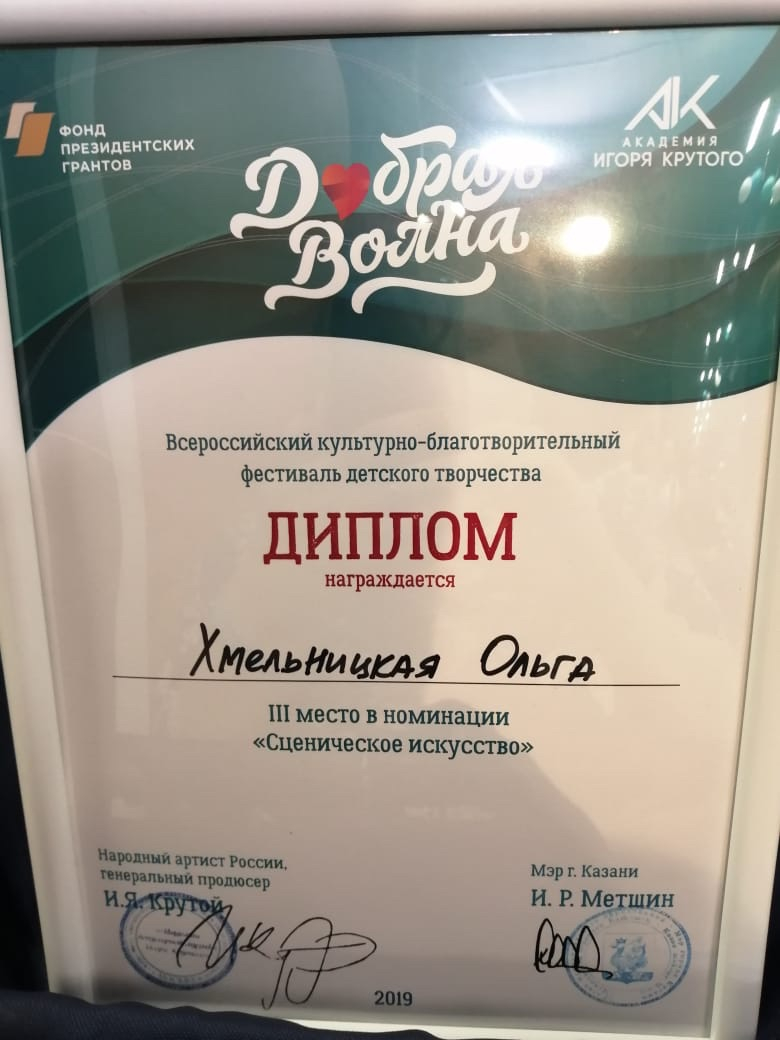 ФОНД
ПРЕЗИДЕНТСКИХ
ГРАНТОВ
АК
АКАДЕМИЯ
ИГОРЯ КРУТОГО
Добрая
Волна
Всероссийский культурно-благотворительный
фестиваль детского творчества
ДИПЛОМ
награждается
Хмельницкая Ольга
III место в номинации
«Сценическое искусство»
Народный артист России,
генеральный продюсер
И.Я. Крутой
Мэр г. Казани
И. Р. Метшин
2019